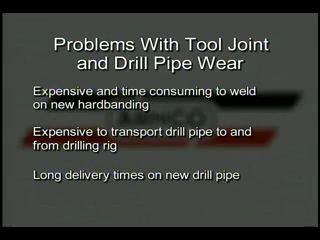 Problems With Tool Joint
and Drill Pipe Wear
Expensive and time consuming to weld
on new hardbanding
Expensive to transport drill pipe to and
from drilling rig
Long delivery times on new drill pipe